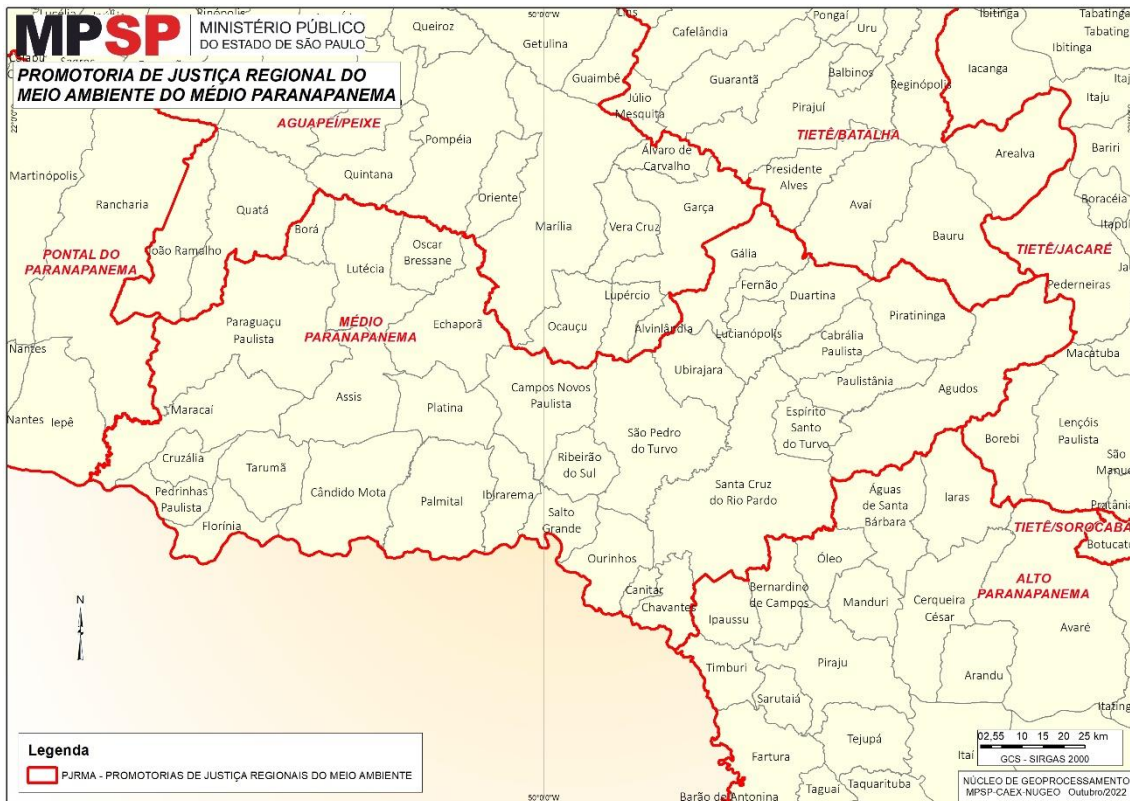 MPSP
MINISTÉRIO PÚBLICO
DO ESTADO DE SÃO PAULO
PROMOTORIA DE JUSTIÇA REGIONAL DO
MEIO AMBIENTE DO MÉDIO PARANAPANEMA
50°0'0"W
Queiroz
Getulina
Lins
Cafelândia
Pongaí
Uru
Ibitinga
Tabatinga
Tabatinga
Ibitinga
Guaimbê
Guarantã
Balbinos
Reginópolis
Iacanga
Júlio
Mesquita
Pirajuí
Itaju
22°0'0"
AGUAPEÍ/PEIXE
TIETÊ/BATALHA
Pompéia
Álvaro de
Carvalho
Arealva
Bariri
Martinópolis
Quintana
Presidente
Alves
Oriente
Rancharia
Quatá
Garça
Avaí
Boracéia
Borá
Marília
Vera Cruz
Bauru
Itapuí
João Ramalho
Oscar
Bressane
PONTAL DO
PARANAPANEMA
Lutécia
Gália
TIETÊ/JACARÉ
Fernão
Pederneiras
Lupércio
Duartina
Paraguaçu
Paulista
MÉDIO
PARANAPANEMA
Echaporã
Ocauçu
Alvinlândia
Lucianópolis
Piratininga
Cabrália
Paulista
Nantes
Macatuba
Ubirajara
Paulistânia
Agudos
Campos Novos
Paulista
Assis
Platina
Maracaí
Nantes
Iepê
Espírito
Santo
do Turvo
Lençóis
Paulista
São Pedro
do Turvo
Borebi
Cruzália
Tarumã
Ribeirão
do Sul
São
Manuel
Pedrinhas
Paulista
Cândido Mota
Palmital
Ibirarema
Santa Cruz
do Rio Pardo
Águas
de Santa
Bárbara
Iaras
Pratânia
Florínia
Salto
Grande
TIETÊ/SOROCABA
Botucatu
Ourinhos
Óleo
ALTO
PARANAPANEMA
Canitar
Chavantes
Bernardino
de Campos
Manduri
Cerqueira
César
N
Ipaussu
Avaré
Timburi
Piraju
Arandu
Sarutaiá
Itatinga
Tejupá
Fartura
Itaí
Taguaí
Taquarituba
Barão de Antonina
50°0'0"W
Legenda
PJRMA - PROMOTORIAS DE JUSTIÇA REGIONAIS DO MEIO AMBIENTE
02,55 10 15 20 25 km
GCS - SIRGAS 2000
NÚCLEO DE GEOPROCESSAMENTO
MPSP-CAEX-NUGEO Outubro/2022